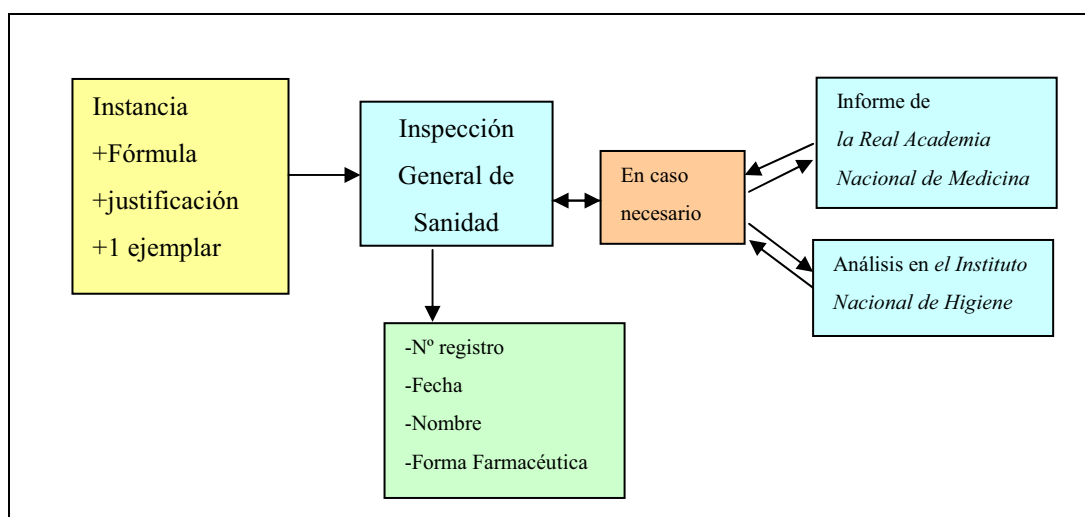 Instancia
+Fórmula
+justificación
+1 ejemplar
Inspección
General de
Sanidad
En caso
necesario
Informe de
la Real Academia
Nacional de Medicina
Análisis en el Instituto
Nacional de Higiene
-Nº registro
-Fecha
-Nombre
-Forma Farmacéutica